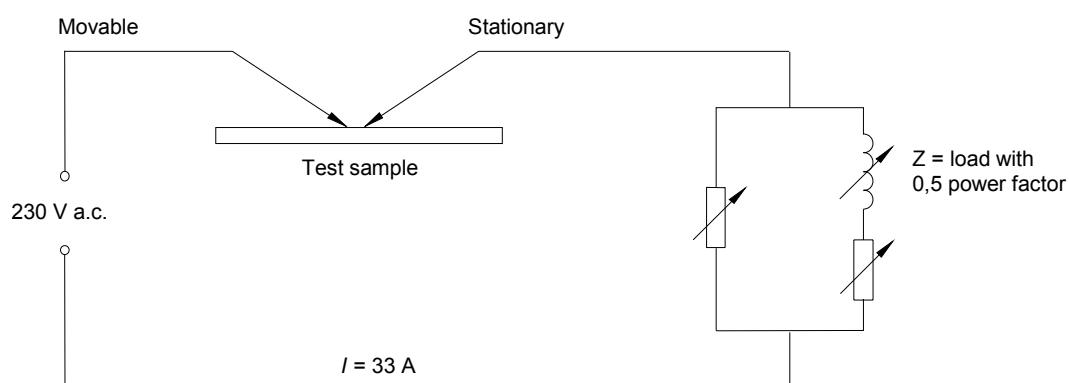 Movable
Stationary
Test sample
Z = load with
0,5 power factor
230 V a.c.
I = 33 A